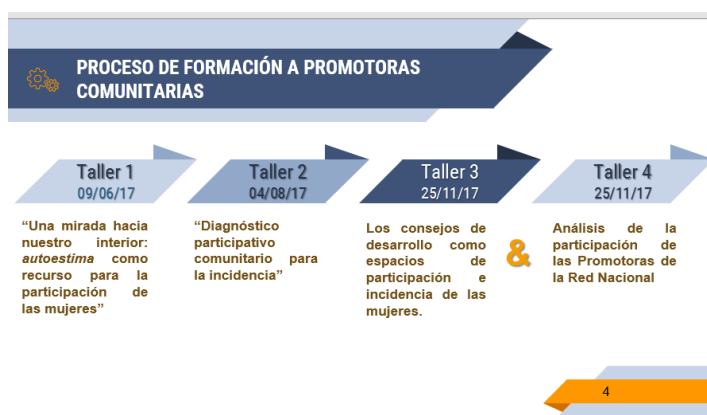 PROCESO DE FORMACIÓN A PROMOTORAS
COMUNITARIAS
Taller 1
09/06/17
“Una mirada hacia
nuestro interior:
autoestima como
recurso para la
participación de
las mujeres”
Taller 2
04/08/17
“Diagnóstico
participativo
comunitario para
la incidencia”
Taller 3
25/11/17
Los consejos de
desarrollo como
espacios de
participación e
incidencia de las
mujeres.
&
Taller 4
25/11/17
Análisis de la
participación de
las Promotoras de
la Red Nacional
4